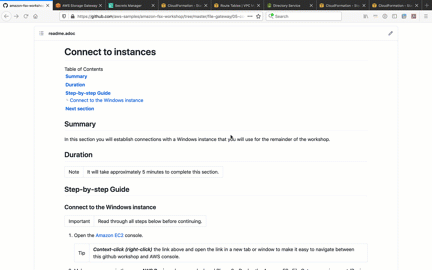 amazon-fsx-worksh
AWS Storage Gateway
Secrets Manager
CloudFormation - S
Route Tables | VPC
Directory Service
CloudFormation - S
CloudFormation - S
https://github.com/aws-samples/amazon-fsx-workshop/tree/master/file-gateway/05-c
Search
readme.adoc
Connect to instances
Table of Contents
Summary
Duration
Step-by-step Guide
Connect to the Windows instance
Next section
Summary
In this section you will establish connections with a Windows instance that you will use for the remainder of the workshop.
Duration
Note It will take approximately 5 minutes to complete this section.
Step-by-step Guide
Connect to the Windows instance
Important Read through all steps below before continuing.
1. Open the Amazon EC2 console.
Context-click (right-click) the link above and open the link in a new tab or window to make it easy to navigate between
Tip
this github workshop and AWS console.